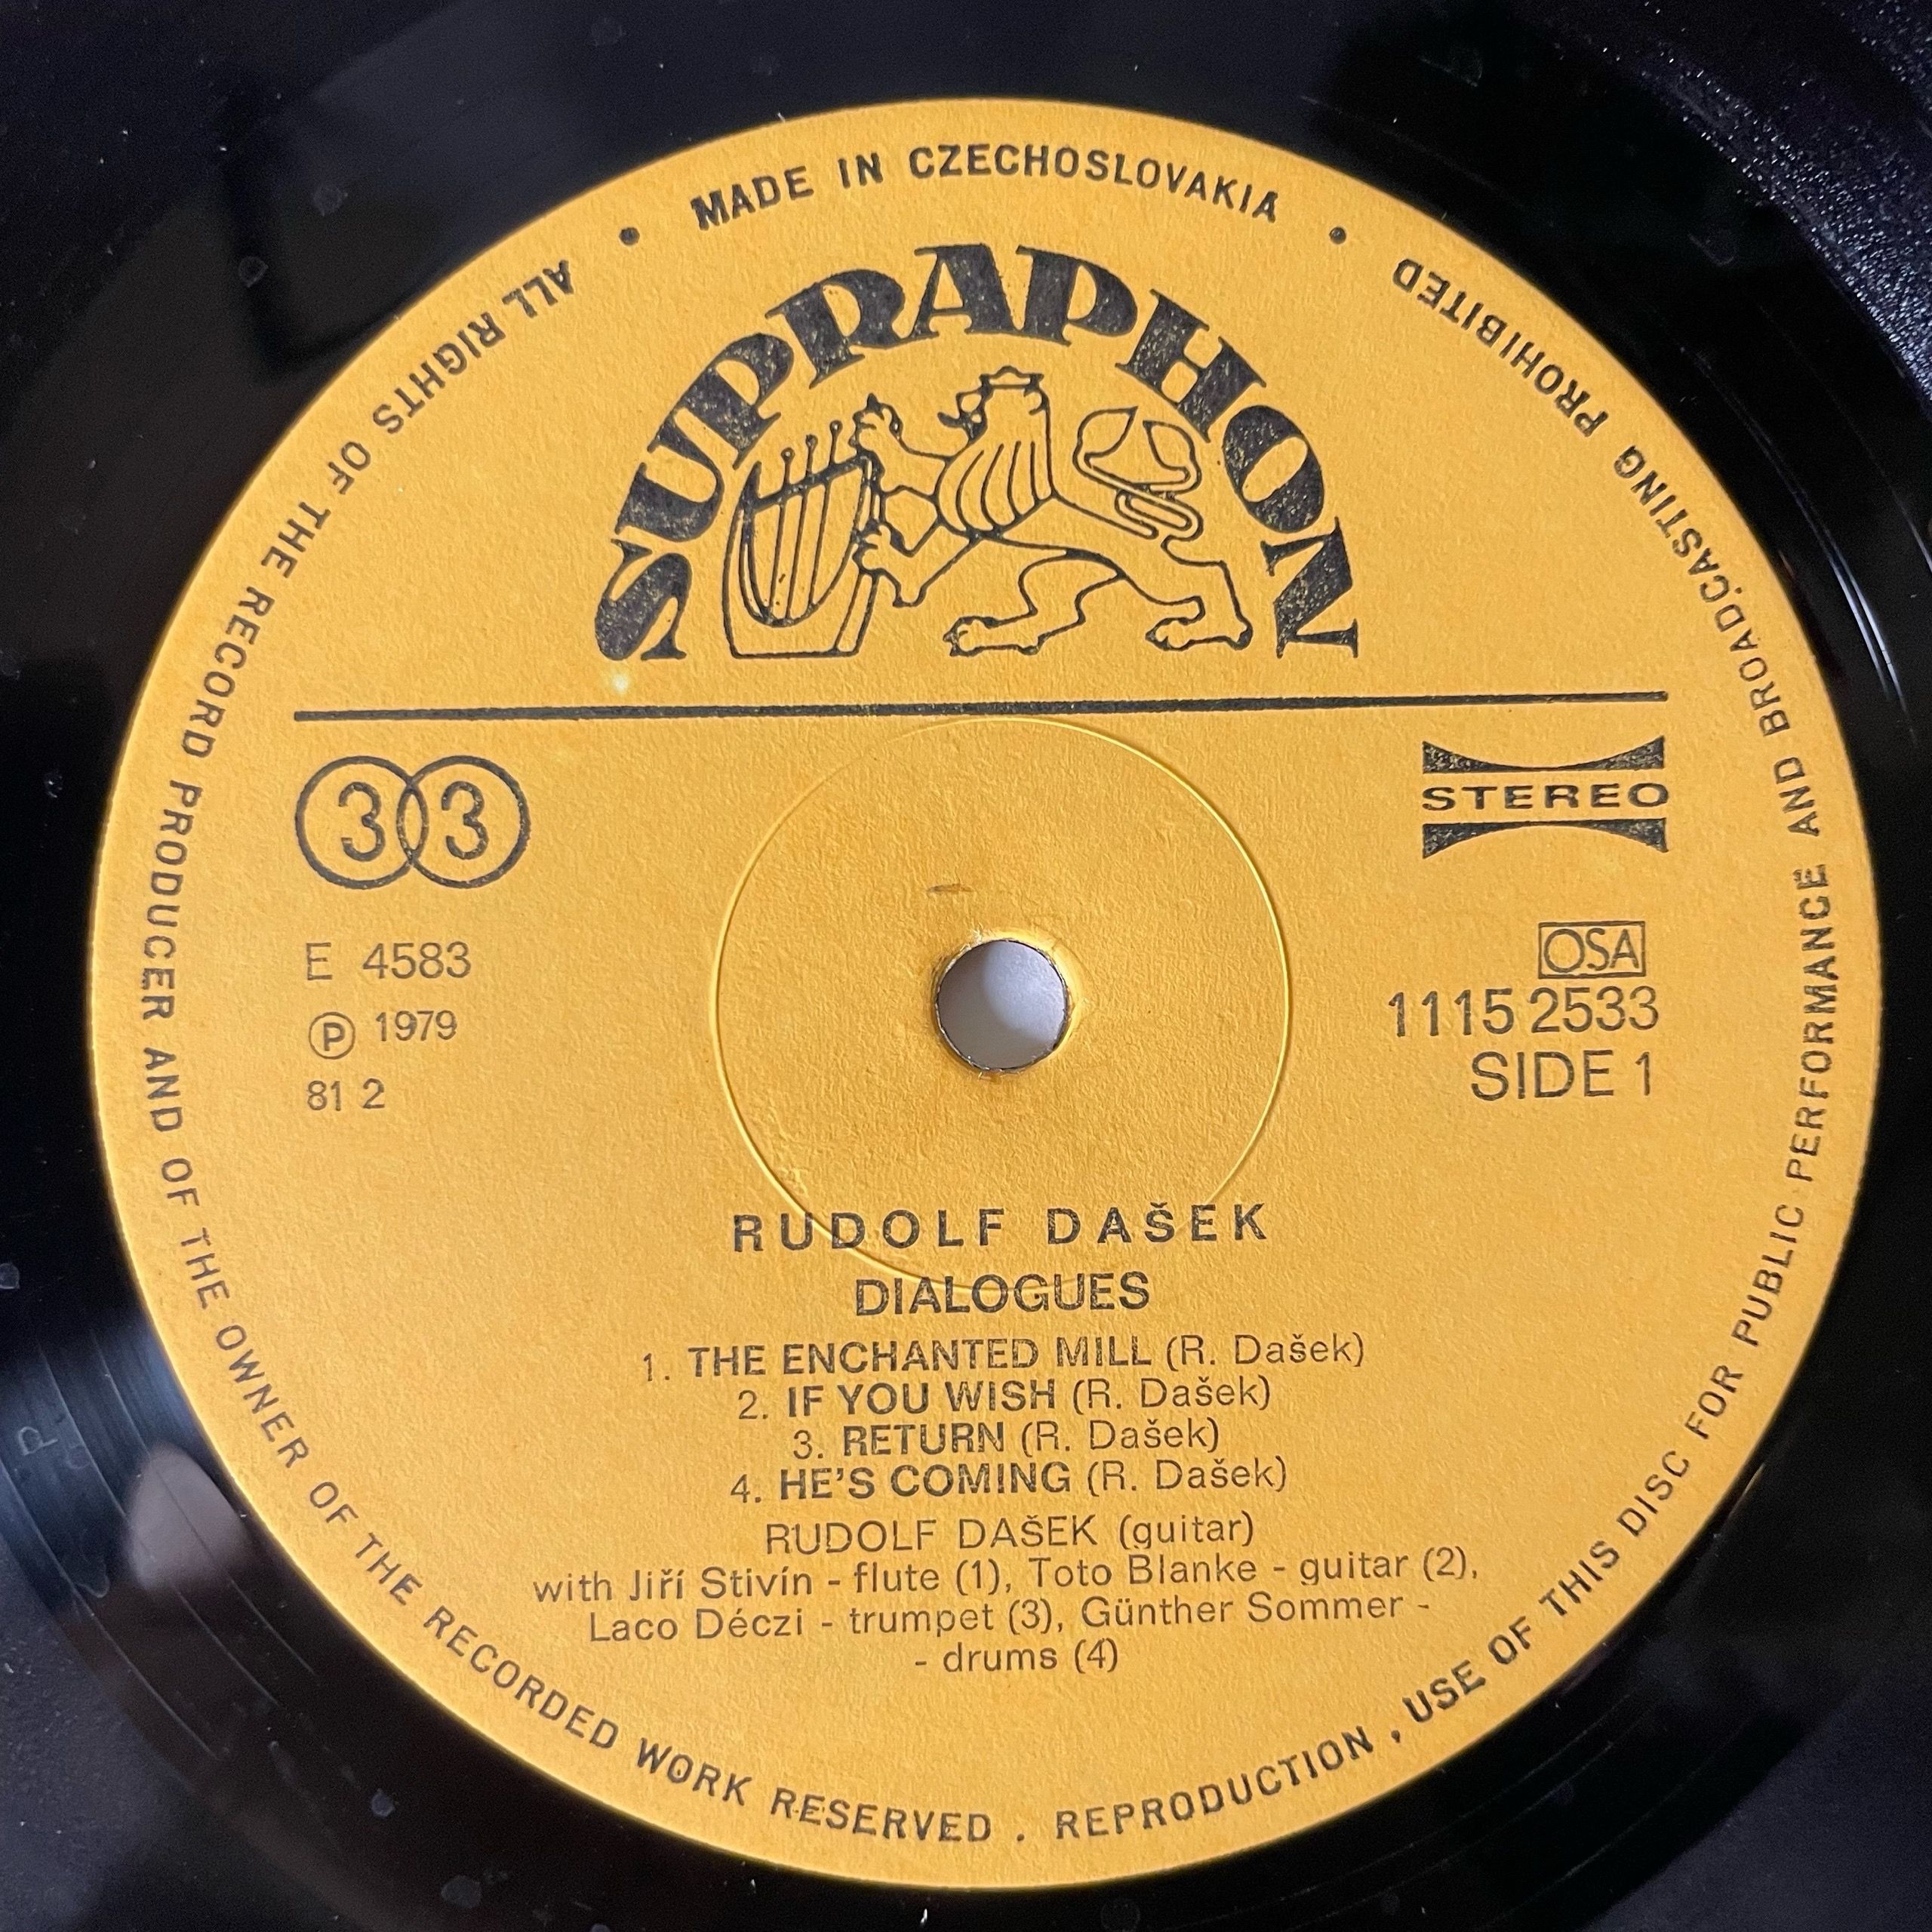 MADE IN CZECHOSLOVAKIA
SUPRAPHON
33
STEREO
E 4583
Ⓟ 1979
81 2
OSA
1115 2533
SIDE 1
RUDOLF DAŠEK
DIALOGUES
1. THE ENCHANTED MILL (R. Dašek)
2. IF YOU WISH (R. Dašek)
3. RETURN (R. Dašek)
4. HE'S COMING (R. Dašek)
RUDOLF DAŠEK (guitar)
with Jiří Stivín - flute (1), Toto Blanke - guitar (2),
Laco Déczi - trumpet (3), Günther Sommer -
- drums (4)
ALL RIGHTS OF THE RECORD PRODUCER AND OF THE OWNER OF THE RECORDED WORK RESERVED . REPRODUCTION , USE OF THIS DISC FOR PUBLIC PERFORMANCE AND BROADCASTING PROHIBITED